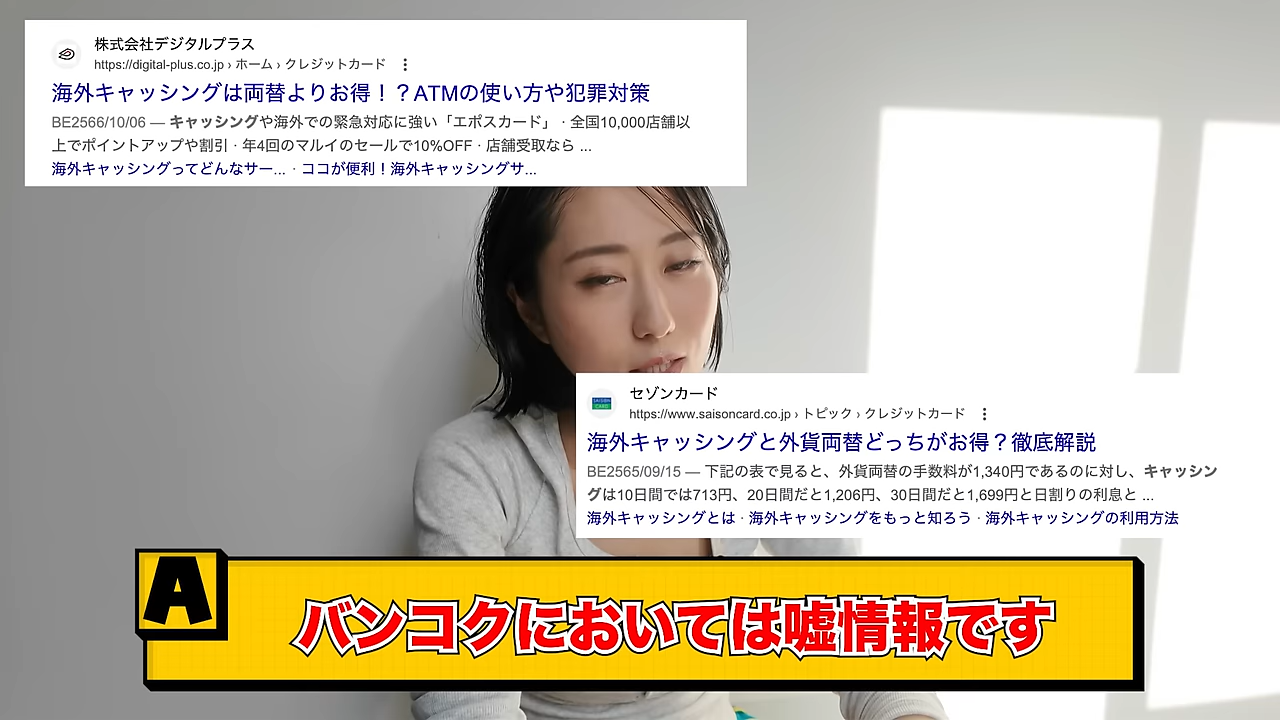 株式会社デジタルプラス
https://digital-plus.co.jp › ホーム › クレジットカード
海外キャッシングは両替よりお得！？ATMの使い方や犯罪対策
BE2566/10/06 — キャッシングや海外での緊急対応に強い「エポスカード」 · 全国10,000店舗以
上でポイントアップや割引 · 年4回のマルイのセールで10%OFF · 店舗受取なら ...
海外キャッシングってどんなサー... · ココが便利！海外キャッシングサ...
セゾンカード
https://www.saisoncard.co.jp › トピック › クレジットカード
海外キャッシングと外貨両替どっちがお得？徹底解説
BE2565/09/15 — 下記の表で見ると、外貨両替の手数料が1,340円であるのに対し、キャッシン
グは10日間では713円、20日間だと1,206円、30日間だと1,699円と日割りの利息と ...
海外キャッシングとは · 海外キャッシングをもっと知ろう · 海外キャッシングの利用方法
A
バンコクにおいては嘘情報です